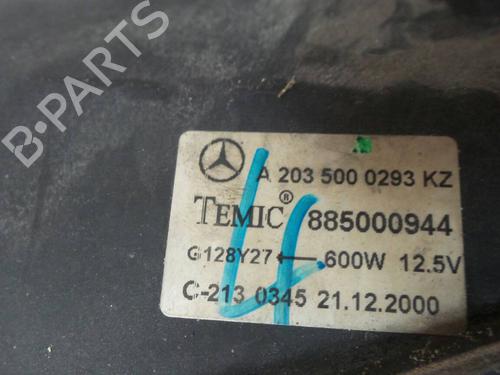 B-PARTS
A 203 500 0293 KZ
TEMIC® 885000944
G128Y27 ← 600W 12.5V
C-213 0345 21.12.2000